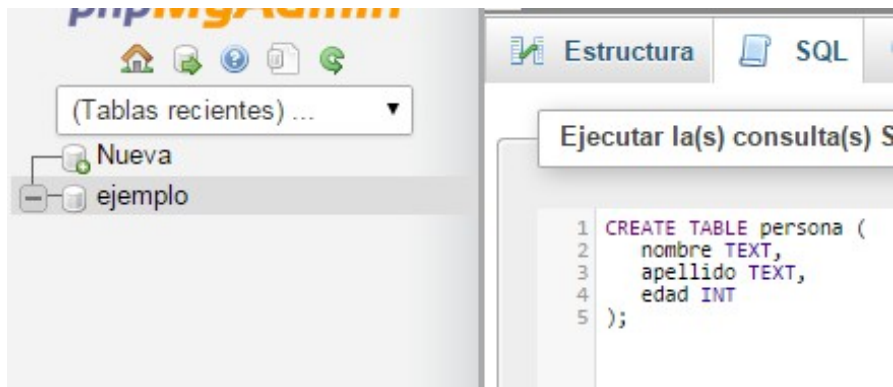 phpMyAdmin
(Tablas recientes) ...
Nueva
ejemplo
Estructura
SQL
Ejecutar la(s) consulta(s) S
1 CREATE TABLE persona (
2 nombre TEXT,
3 apellido TEXT,
4 edad INT
5 );